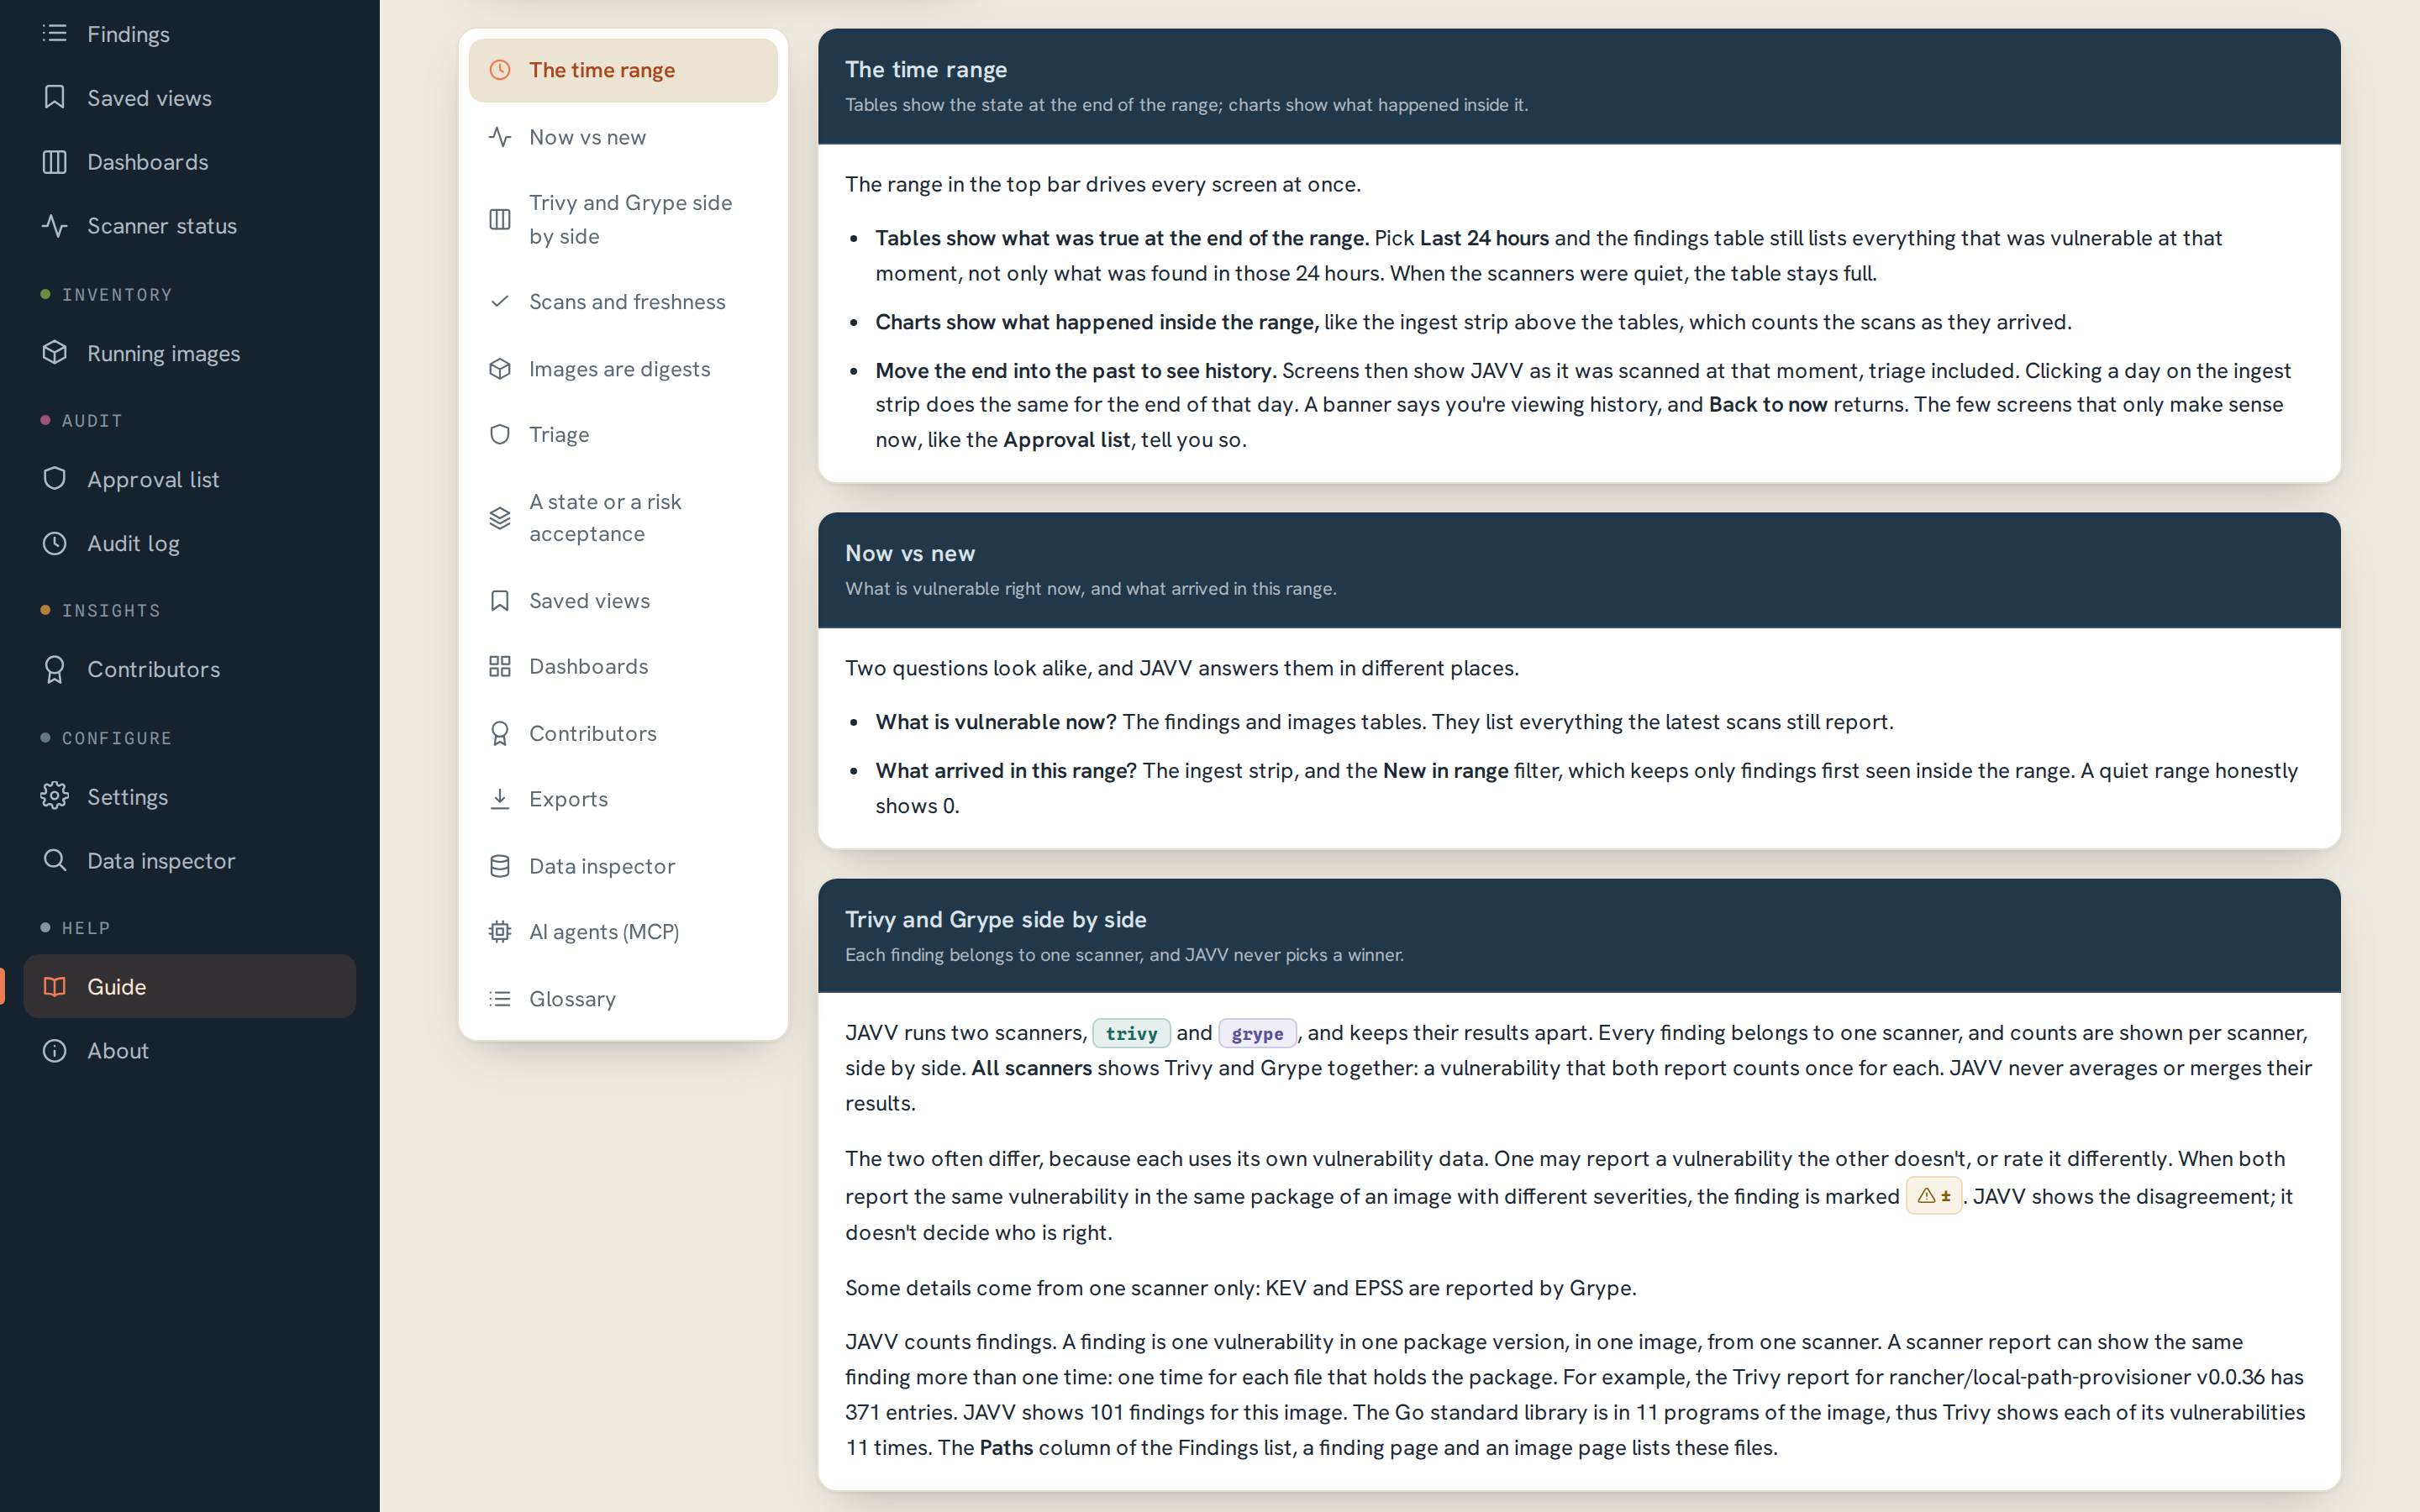 Findings
Saved views
Dashboards
Scanner status
INVENTORY
Running images
AUDIT
Approval list
Audit log
INSIGHTS
Contributors
CONFIGURE
Settings
Data inspector
HELP
Guide
About
The time range
Now vs new
Trivy and Grype side
by side
Scans and freshness
Images are digests
Triage
A state or a risk
acceptance
Saved views
Dashboards
Contributors
Exports
Data inspector
AI agents (MCP)
Glossary
The time range
Tables show the state at the end of the range; charts show what happened inside it.
The range in the top bar drives every screen at once.
• Tables show what was true at the end of the range. Pick Last 24 hours and the findings table still lists everything that was vulnerable at that
moment, not only what was found in those 24 hours. When the scanners were quiet, the table stays full.
• Charts show what happened inside the range, like the ingest strip above the tables, which counts the scans as they arrived.
• Move the end into the past to see history. Screens then show JAVV as it was scanned at that moment, triage included. Clicking a day on the ingest
strip does the same for the end of that day. A banner says you're viewing history, and Back to now returns. The few screens that only make sense
now, like the Approval list, tell you so.
Now vs new
What is vulnerable right now, and what arrived in this range.
Two questions look alike, and JAVV answers them in different places.
• What is vulnerable now? The findings and images tables. They list everything the latest scans still report.
• What arrived in this range? The ingest strip, and the New in range filter, which keeps only findings first seen inside the range. A quiet range honestly
shows 0.
Trivy and Grype side by side
Each finding belongs to one scanner, and JAVV never picks a winner.
JAVV runs two scanners, trivy and grype, and keeps their results apart. Every finding belongs to one scanner, and counts are shown per scanner,
side by side. All scanners shows Trivy and Grype together: a vulnerability that both report counts once for each. JAVV never averages or merges their
results.
The two often differ, because each uses its own vulnerability data. One may report a vulnerability the other doesn't, or rate it differently. When both
report the same vulnerability in the same package of an image with different severities, the finding is marked ⚠ ±. JAVV shows the disagreement; it
doesn't decide who is right.
Some details come from one scanner only: KEV and EPSS are reported by Grype.
JAVV counts findings. A finding is one vulnerability in one package version, in one image, from one scanner. A scanner report can show the same
finding more than one time: one time for each file that holds the package. For example, the Trivy report for rancher/local-path-provisioner v0.0.36 has
371 entries. JAVV shows 101 findings for this image. The Go standard library is in 11 programs of the image, thus Trivy shows each of its vulnerabilities
11 times. The Paths column of the Findings list, a finding page and an image page lists these files.